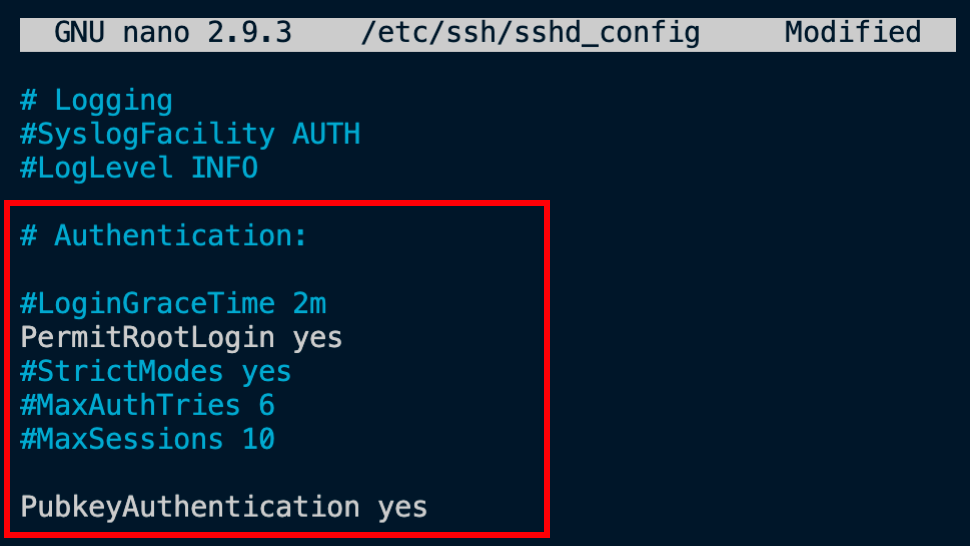 GNU nano 2.9.3 /etc/ssh/sshd_config Modified
# Logging
#SyslogFacility AUTH
#LogLevel INFO
# Authentication:
#LoginGraceTime 2m
PermitRootLogin yes
#StrictModes yes
#MaxAuthTries 6
#MaxSessions 10
PubkeyAuthentication yes